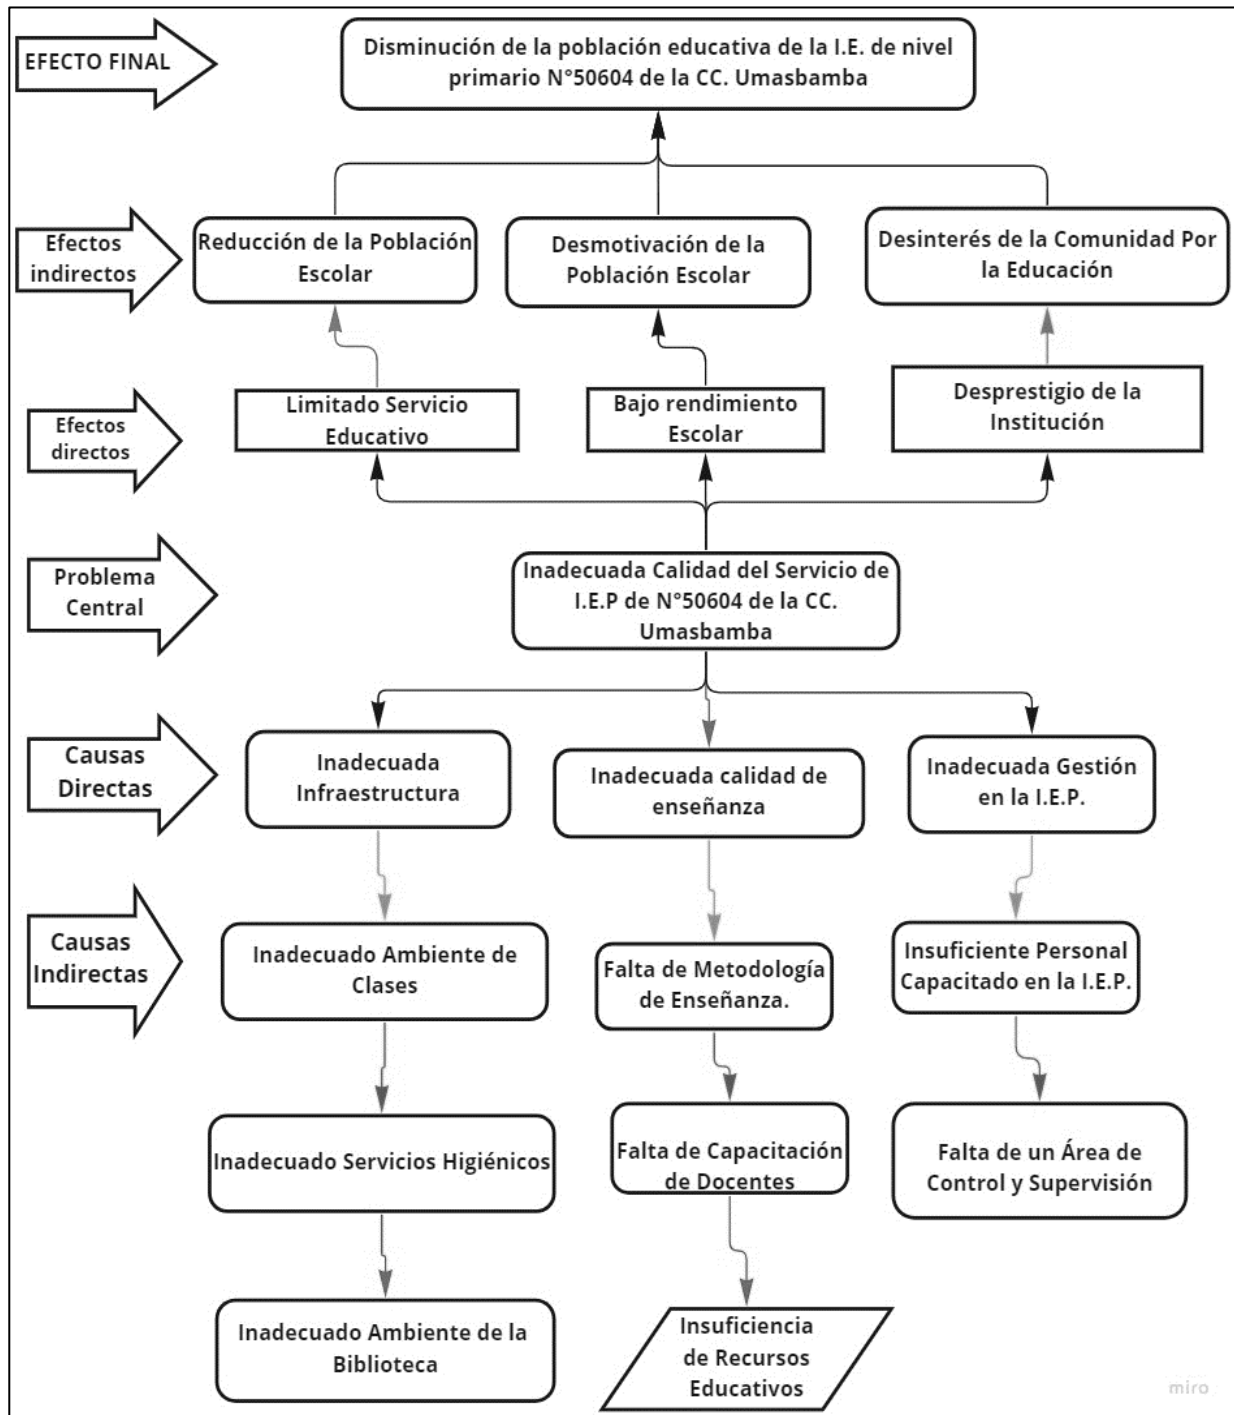 EFECTO FINAL
Disminución de la población educativa de la I.E. de nivel
primario N°50604 de la CC. Umasbamba
Efectos
indirectos
Reducción de la Población
Escolar
Desmotivación de la
Población Escolar
Desinterés de la Comunidad Por
la Educación
Efectos
directos
Limitado Servicio
Educativo
Bajo rendimiento
Escolar
Desprestigio de la
Institución
Problema
Central
Inadecuada Calidad del Servicio de
I.E.P de N°50604 de la CC.
Umasbamba
Causas
Directas
Inadecuada
Infraestructura
Inadecuada calidad de
enseñanza
Inadecuada Gestión
en la I.E.P.
Causas
Indirectas
Inadecuado Ambiente de
Clases
Falta de Metodología
de Enseñanza.
Insuficiente Personal
Capacitado en la I.E.P.
Inadecuado Servicios Higiénicos
Falta de Capacitación
de Docentes
Falta de un Área de
Control y Supervisión
Inadecuado Ambiente de la
Biblioteca
Insuficiencia
de Recursos
Educativos
miro